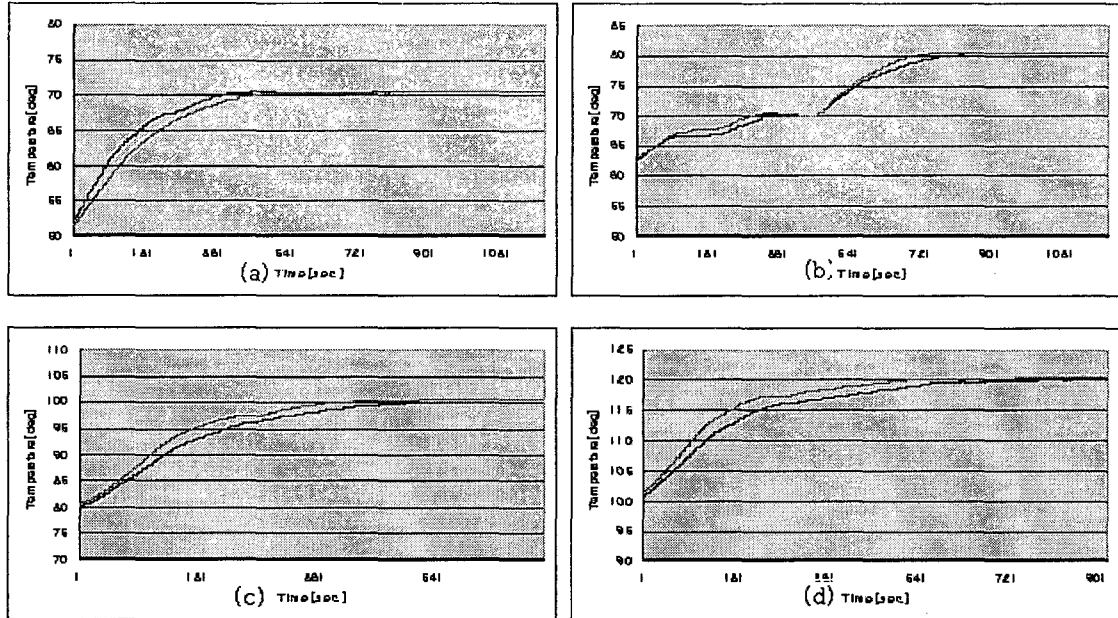 80
75
70
65
60
55
50
Temperature[deg]
1 181 361 541 721 901 1081
(a) Time[sec]
85
80
75
70
65
60
55
50
Temperature[deg]
1 181 361 541 721 901 1081
(b) Time[sec]
110
105
100
95
90
85
80
75
70
Temperature[deg]
1 181 361 541
(c) Time[sec]
125
120
115
110
105
100
95
90
Temperature[deg]
1 181 361 541 721 901
(d) Time[sec]